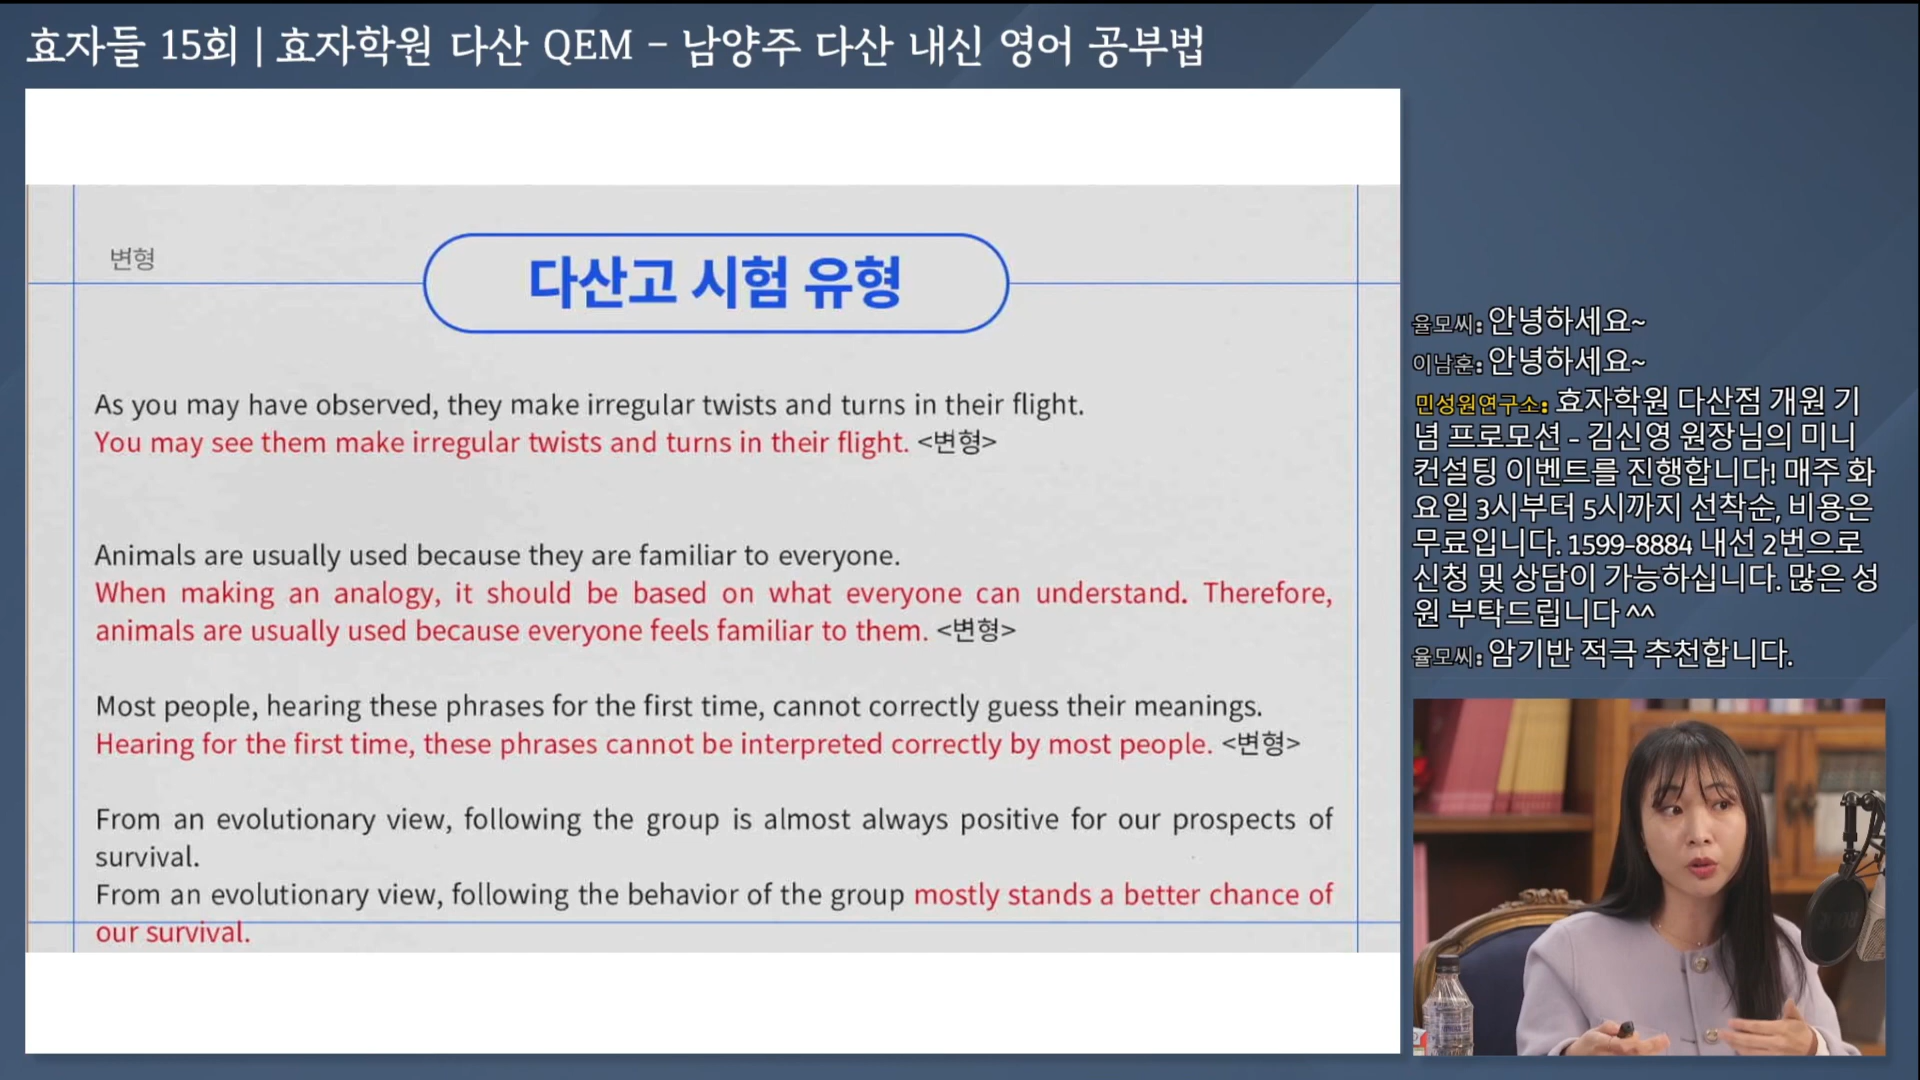 효자들 15회 | 효자학원 다산 QEM - 남양주 다산 내신 영어 공부법
변형
다산고 시험 유형
As you may have observed, they make irregular twists and turns in their flight.
You may see them make irregular twists and turns in their flight. <변형>
Animals are usually used because they are familiar to everyone.
When making an analogy, it should be based on what everyone can understand. Therefore,
animals are usually used because everyone feels familiar to them. <변형>
Most people, hearing these phrases for the first time, cannot correctly guess their meanings.
Hearing for the first time, these phrases cannot be interpreted correctly by most people. <변형>
From an evolutionary view, following the group is almost always positive for our prospects of
survival.
From an evolutionary view, following the behavior of the group mostly stands a better chance of
our survival.
율모씨: 안녕하세요~
이남훈: 안녕하세요~
민성원연구소: 효자학원 다산점 개원 기
념 프로모션 - 김신영 원장님의 미니
컨설팅 이벤트를 진행합니다! 매주 화
요일 3시부터 5시까지 선착순, 비용은
무료입니다. 1599-8884 내선 2번으로
신청 및 상담이 가능하십니다. 많은 성
원 부탁드립니다 ^^
율모씨: 암기반 적극 추천합니다.